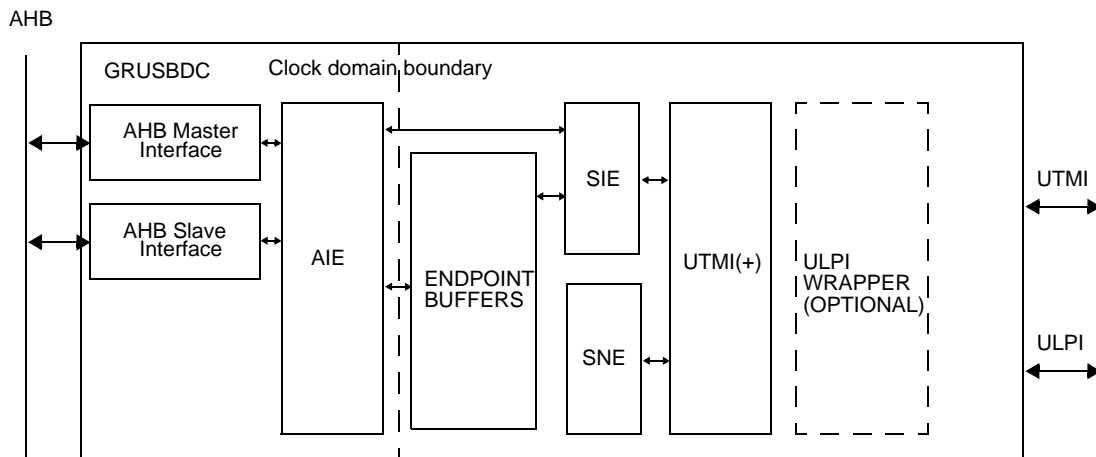 AHB
GRUSBDC
Clock domain boundary
AHB Master
Interface
SIE
UTMI
AHB Slave
Interface
AIE
ENDPOINT
BUFFERS
UTMI(+)
ULPI
WRAPPER
(OPTIONAL)
SNE
ULPI